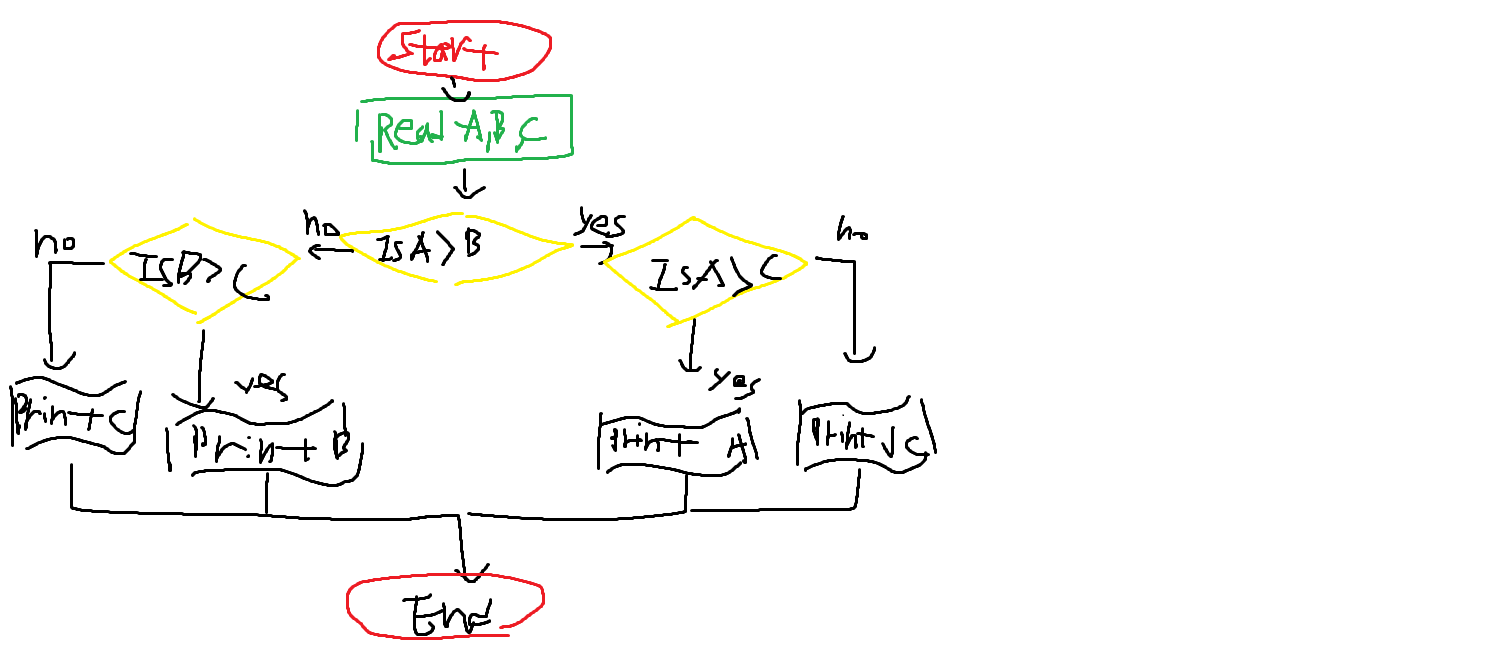 Start
Read A,B,C
no
yes
Is A > B
no
Is B > C
Is A > C
no
yes
yes
Print C
Print B
Print A
Print C
End